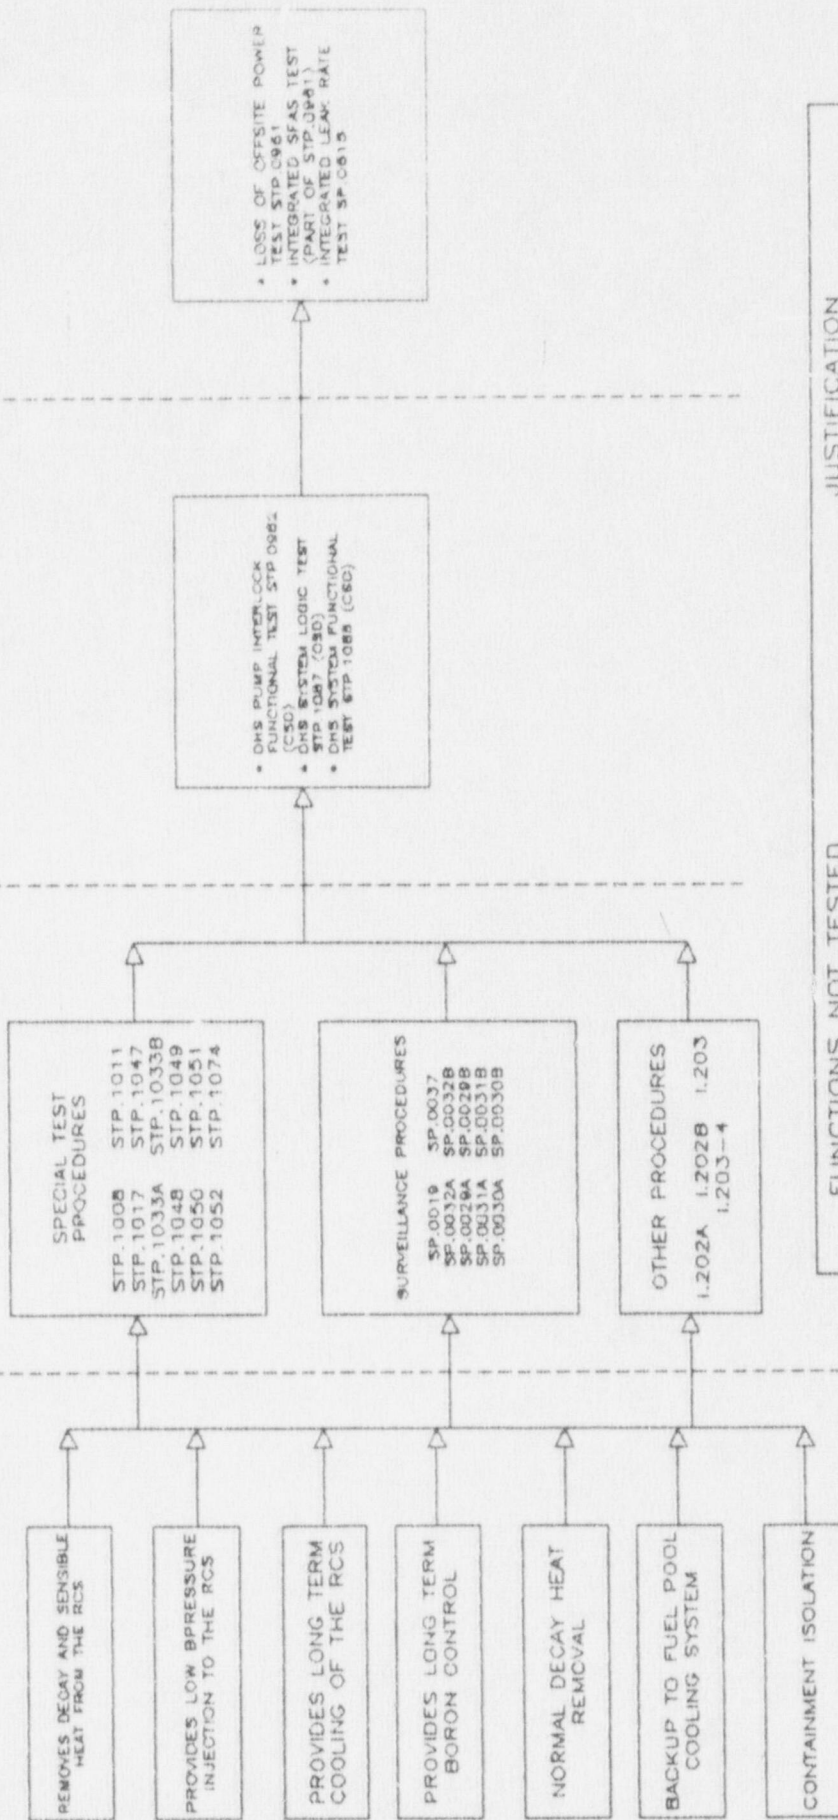 REMOVES DECAY AND SENSIBLE
HEAT FROM THE RCS
PROVIDES LOW BPRESSURE
INJECTION TO THE RCS
PROVIDES LONG TERM
COOLING OF THE RCS
PROVIDES LONG TERM
BORON CONTROL
NORMAL DECAY HEAT
REMOVAL
BACKUP TO FUEL POOL
COOLING SYSTEM
CONTAINMENT ISOLATION
SPECIAL TEST
PROCEDURES
STP.1008 STP.1011
STP.1017 STP.1047
STP.1033A STP.1033B
STP.1048 STP.1049
STP.1050 STP.1051
STP.1052 STP.1074
SURVEILLANCE PROCEDURES
SP.0019 SP.0037
SP.0032A SP.0032B
SP.0029A SP.0029B
SP.0031A SP.0031B
SP.0030A SP.0030B
OTHER PROCEDURES
1.202A 1.202B 1.203
1.203-4
* DHS PUMP INTERLOCK
FUNCTIONAL TEST STP 0982
(CSD)
* DHS SYSTEM LOGIC TEST
STP 1087 (CSD)
* DHS SYSTEM FUNCTIONAL
TEST STP 1088 (CSD)
* LOSS OF OFFSITE POWER
TEST STP.0961
* INTEGRATED SFAS TEST
(PART OF STP.0961)
* INTEGRATED LEAK RATE
TEST SP.0615
FUNCTIONS NOT TESTED JUSTIFICATION